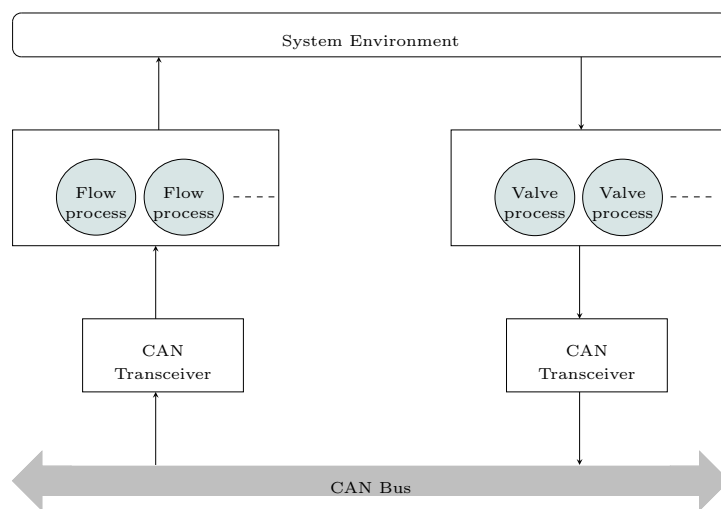 System Environment
Flow
process
Flow
process
Valve
process
Valve
process
CAN
Transceiver
CAN
Transceiver
CAN Bus